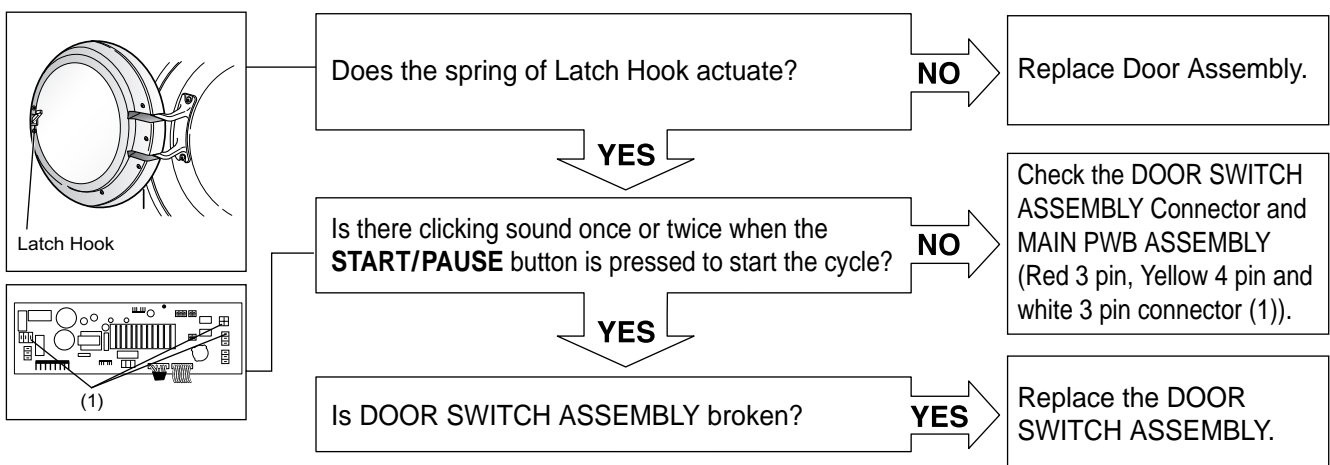 Latch Hook
Does the spring of Latch Hook actuate?
NO
Replace Door Assembly.
YES
(1)
Is there clicking sound once or twice when the
START/PAUSE button is pressed to start the cycle?
NO
Check the DOOR SWITCH
ASSEMBLY Connector and
MAIN PWB ASSEMBLY
(Red 3 pin, Yellow 4 pin and
white 3 pin connector (1)).
YES
Is DOOR SWITCH ASSEMBLY broken?
YES
Replace the DOOR
SWITCH ASSEMBLY.